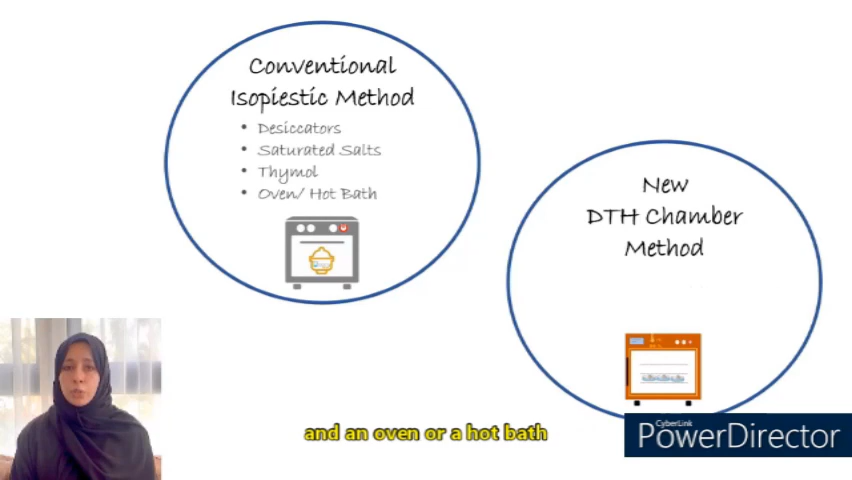 Conventional
Isopiestic Method
• Desiccators
• Saturated Salts
• Thymol
• Oven/ Hot Bath
New
DTH Chamber
Method
and an oven or a hot bath
CyberLink
PowerDirector